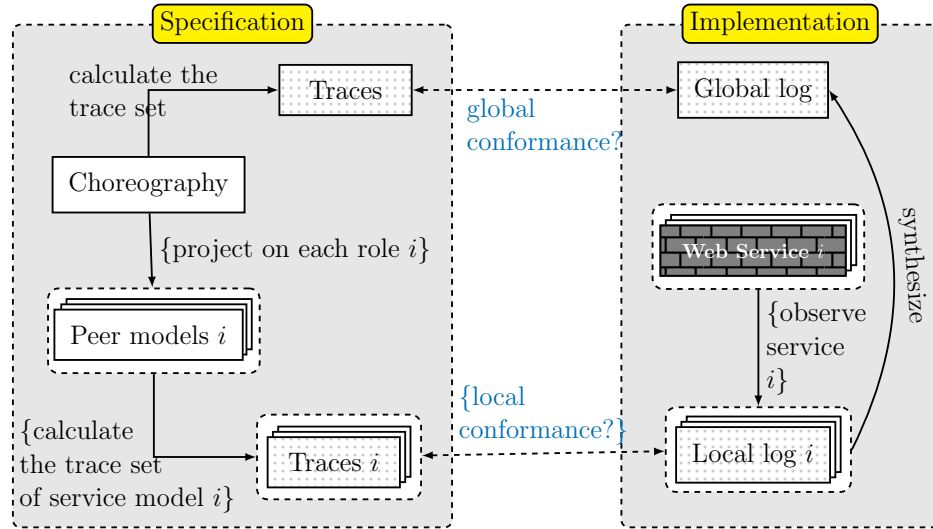 Specification
Implementation
calculate the
trace set
Traces
Global log
global
conformance?
Choreography
{project on each role i}
Web Service i
synthesize
Peer models i
{observe
service
i}
{local
conformance?}
{calculate
the trace set
of service model i}
Traces i
Local log i